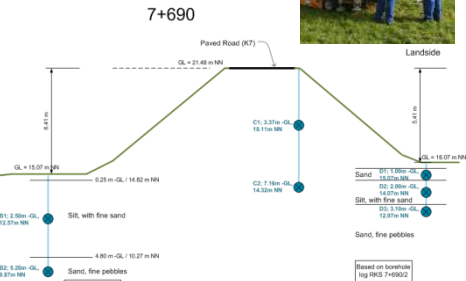 7+690
Paved Road (K7)
Landside
GL = 21.48 m NN
6.41 m
5.41 m
C1; 3.37m -GL,
18.11m NN
GL = 15.07 m NN
GL = 16.07 m NN
0.25 m -GL / 14.82 m NN
Sand
D1; 1.00m -GL,
15.07m NN
C2; 7.16m -GL,
14.32m NN
D2; 2.00m -GL,
14.07m NN
Silt, with fine sand
B1; 2.50m -GL,
12.57m NN
Silt, with fine sand
D3; 3.10m -GL,
12.97m NN
Sand, fine pebbles
4.80 m -GL / 10.27 m NN
B2; 5.20m -GL,
9.87m NN
Sand, fine pebbles
Based on borehole
log RKS 7+690/2